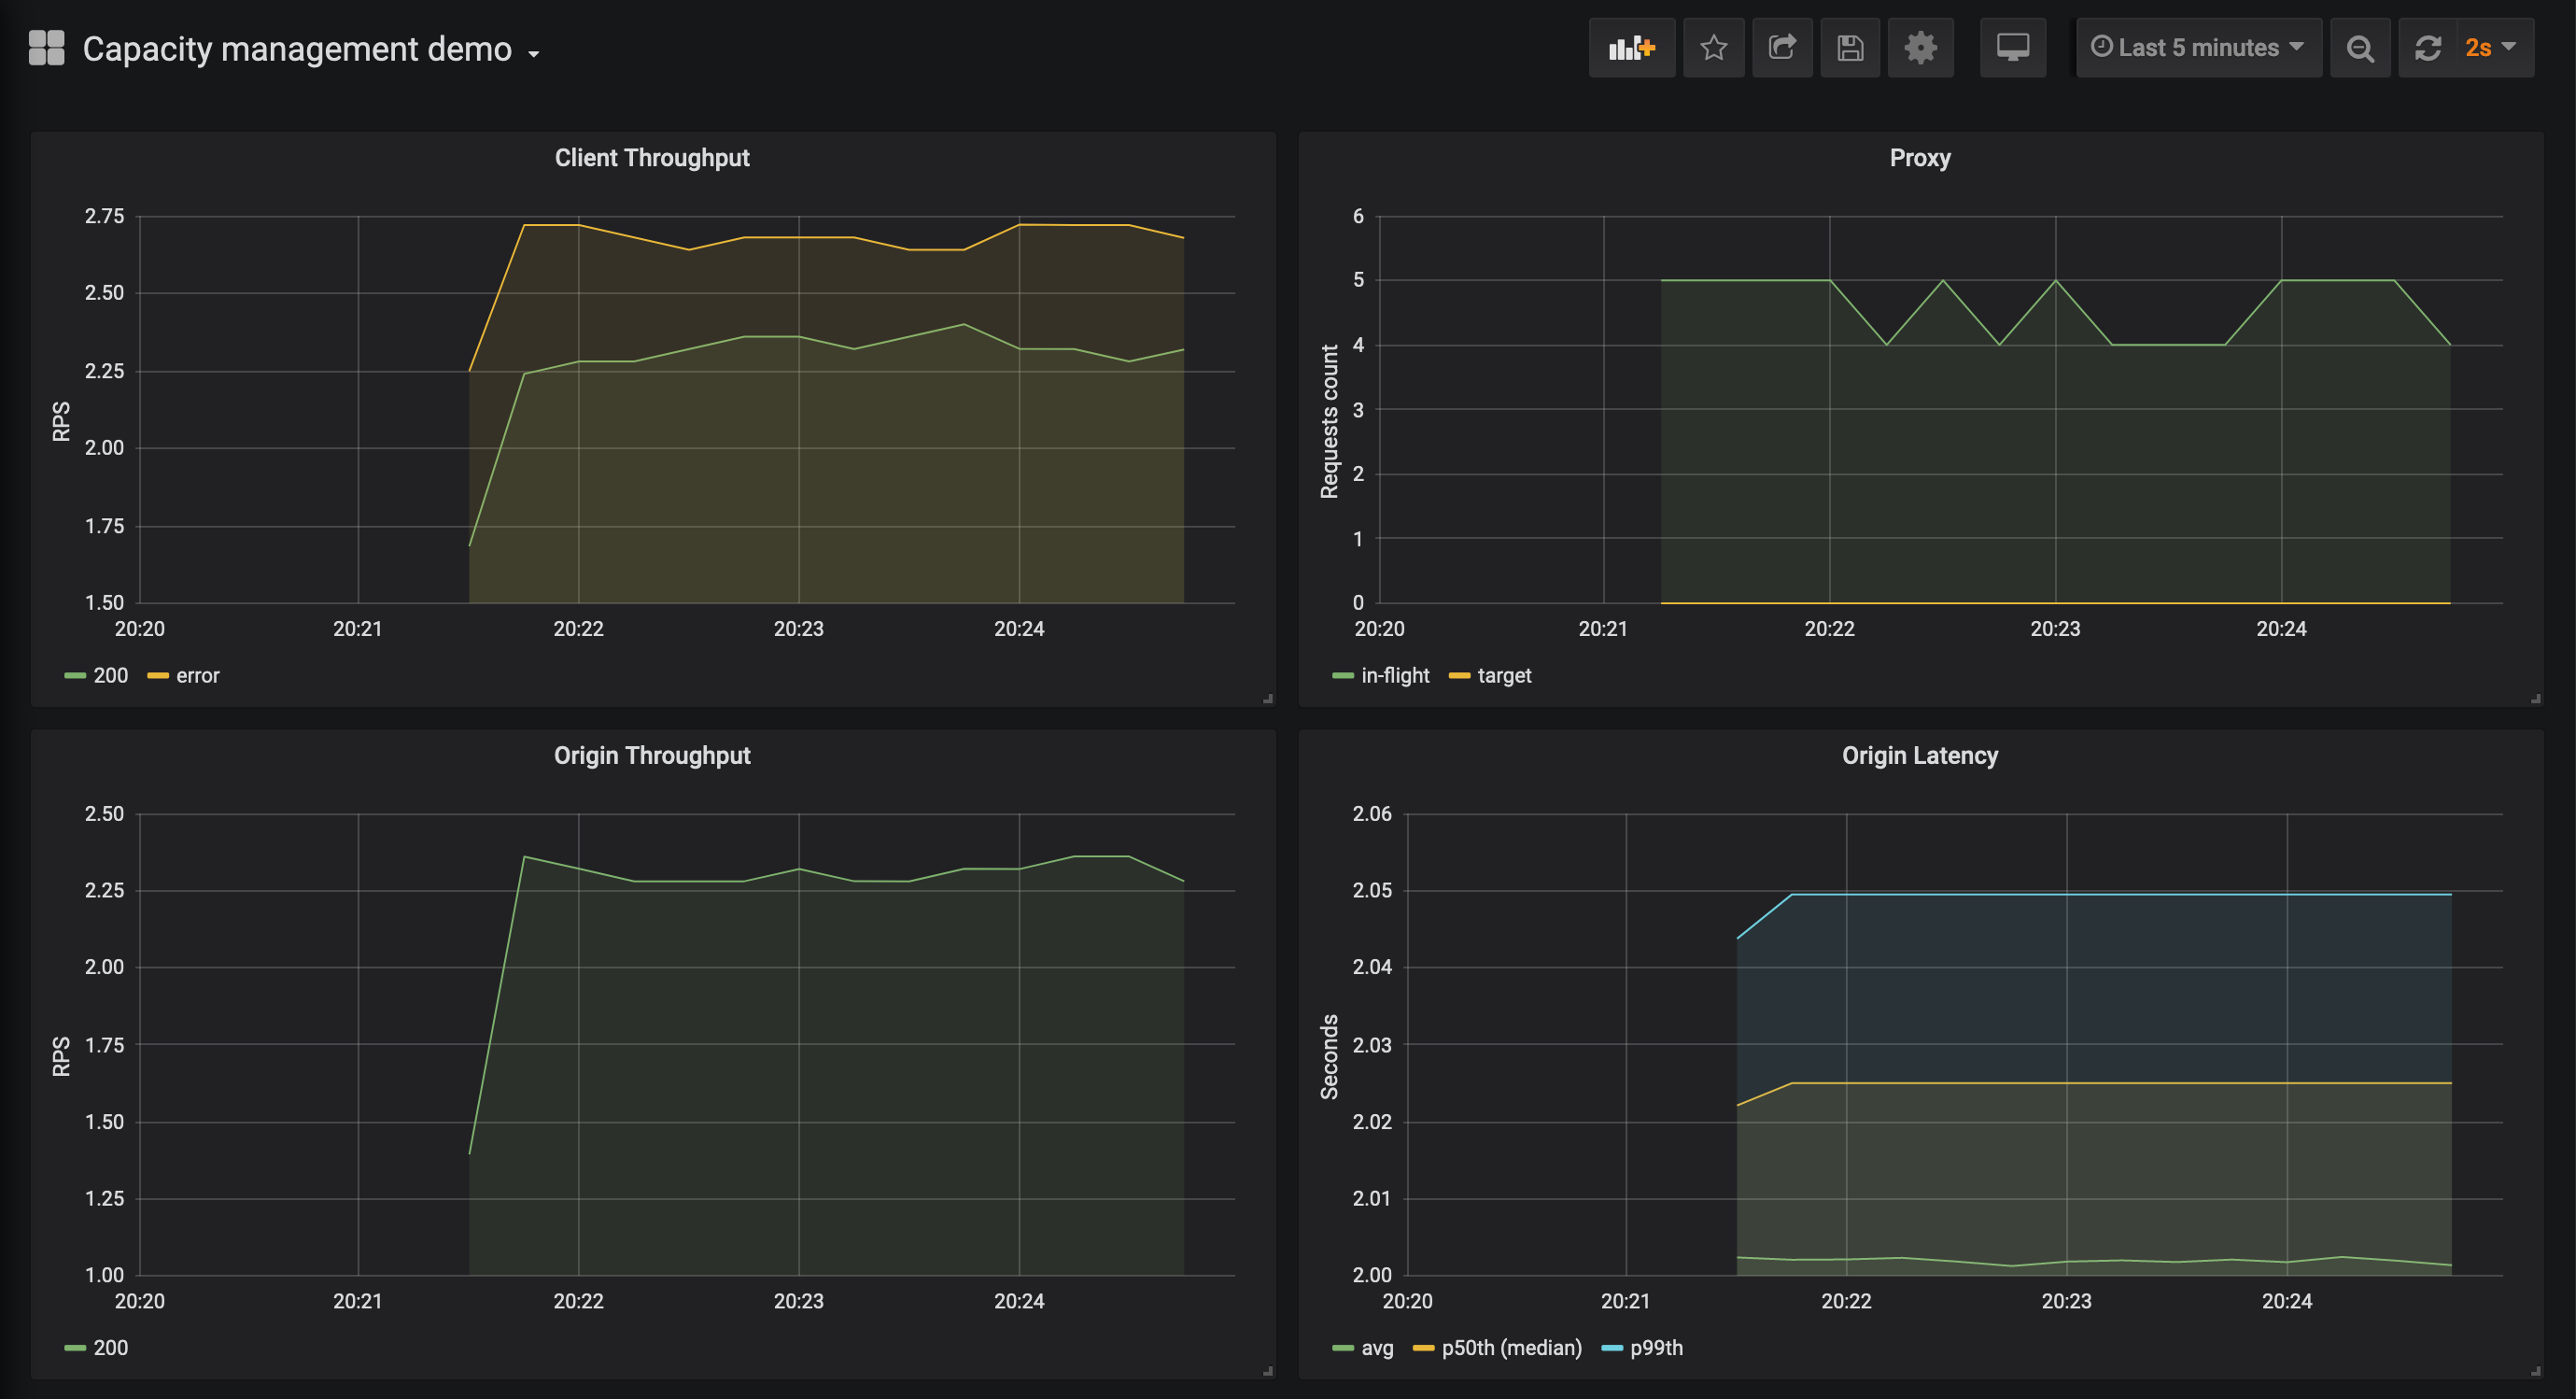 Capacity management demo
Last 5 minutes
2s
Client Throughput
RPS
2.75
2.50
2.25
2.00
1.75
1.50
20:20 20:21 20:22 20:23 20:24
200 error
Proxy
Requests count
6
5
4
3
2
1
0
20:20 20:21 20:22 20:23 20:24
in-flight target
Origin Throughput
RPS
2.50
2.25
2.00
1.75
1.50
1.25
1.00
20:20 20:21 20:22 20:23 20:24
200
Origin Latency
Seconds
2.06
2.05
2.04
2.03
2.02
2.01
2.00
20:20 20:21 20:22 20:23 20:24
avg p50th (median) p99th